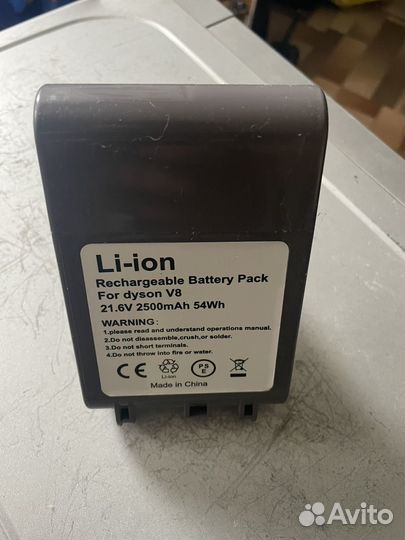 Li-ion
Rechargeable Battery Pack
For dyson V8
21.6V 2500mAh 54Wh
WARNING:
1.please read and understand operations manual.
2.Do not disassemble,crush,or solder.
3.Do not short terminals.
4.Do not throw into fire or water.
CE
Li-ion
PS
E
Made in China
Avito